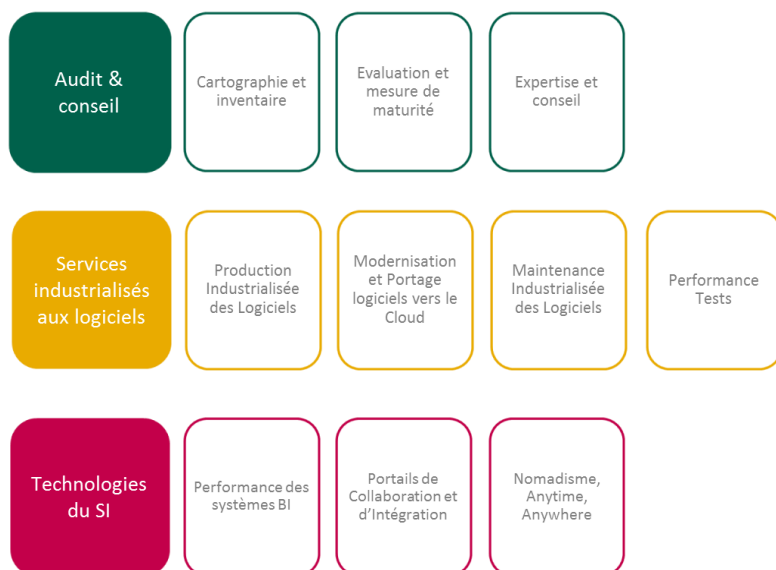 Audit &
conseil
Cartographie et
inventaire
Evaluation et
mesure de
maturité
Expertise et
conseil
Services
industrialisés
aux logiciels
Production
Industrialisée
des Logiciels
Modernisation
et Portage
logiciels vers le
Cloud
Maintenance
Industrialisée
des Logiciels
Performance
Tests
Technologies
du SI
Performance des
systèmes BI
Portails de
Collaboration et
d'Intégration
Nomadisme,
Anytime,
Anywhere